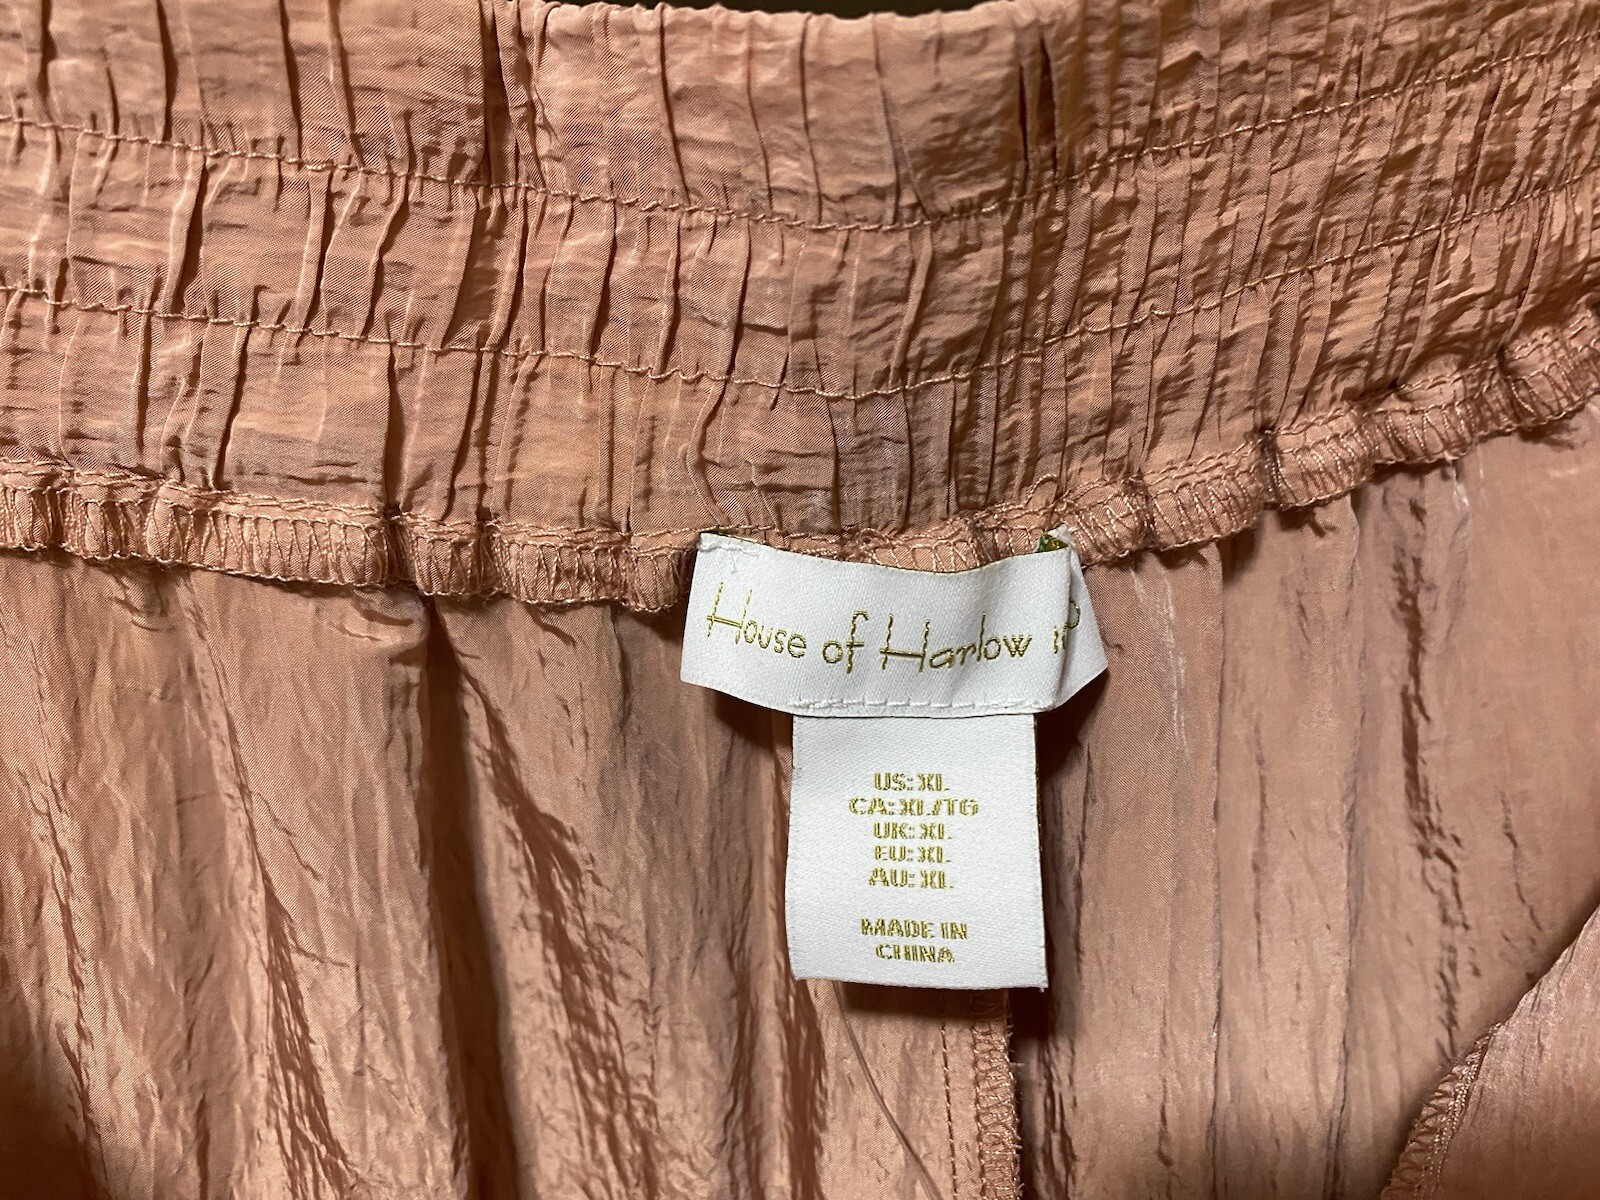 House of Harlow
US: XL
CA: XL/TG
UK: XL
EU: XL
AU: XL
MADE IN
CHINA